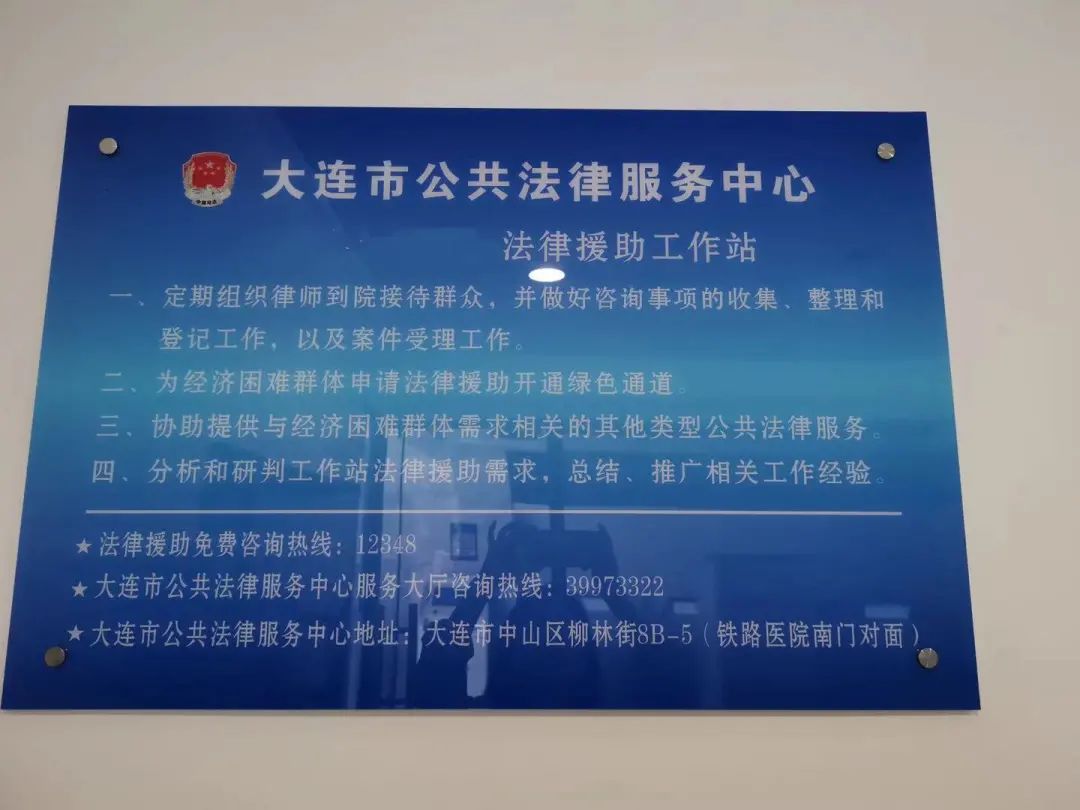 大连市公共法律服务中心
法律援助工作站
一、定期组织律师到院接待群众，并做好咨询事项的收集、整理和
登记工作，以及案件受理工作。
二、为经济困难群体申请法律援助开通绿色通道。
三、协助提供与经济困难群体需求相关的其他类型公共法律服务。
四、分析和研判工作站法律援助需求，总结、推广相关工作经验。
★法律援助免费咨询热线：12348
★大连市公共法律服务中心服务大厅咨询热线：39973322
★大连市公共法律服务中心地址：大连市中山区柳林街8B-5（铁路医院南门对面）